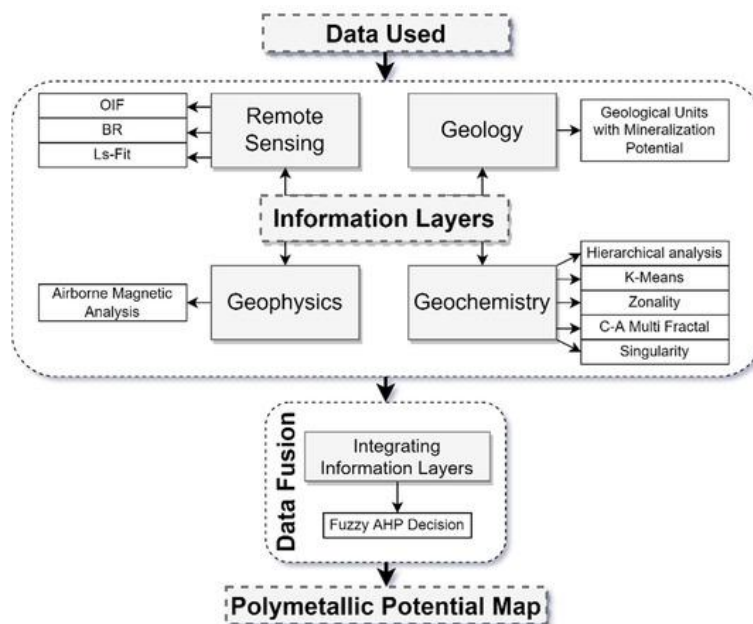 Data Used
OIF
BR
Ls-Fit
Remote
Sensing
Geology
Geological Units
with Mineralization
Potential
Information Layers
Airborne Magnetic
Analysis
Geophysics
Geochemistry
Hierarchical analysis
K-Means
Zonality
C-A Multi Fractal
Singularity
Data Fusion
Integrating
Information Layers
Fuzzy AHP Decision
Polymetallic Potential Map